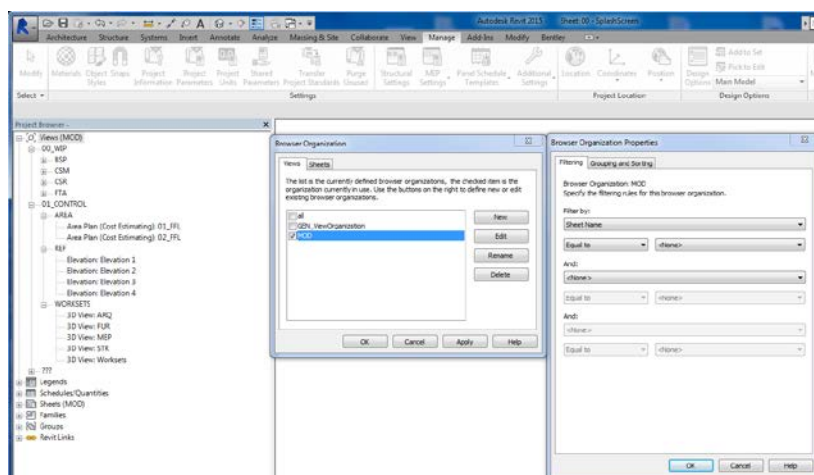 Autodesk Revit 2015 Sheet: 00 - SplashScreen
Architecture Structure Systems Insert Annotate Analyze Massing & Site Collaborate View Manage Add-Ins Modify Bentley
Modify Materials Object Styles Snaps Project Information Project Parameters Project Units Shared Parameters Transfer Project Standards Purge Unused Structural Settings MEP Settings Panel Schedule Templates Additional Settings Location Coordinates Position Design Options Add to Set
Pick to Edit
Main Model
Select Settings Project Location Design Options
Project Browser -
Views (MOD)
00_WIP
BSP
CSM
CSR
FTA
01_CONTROL
AREA
Area Plan (Cost Estimating): 01_FFL
Area Plan (Cost Estimating): 02_FFL
REF
Elevation: Elevation 1
Elevation: Elevation 2
Elevation: Elevation 3
Elevation: Elevation 4
WORKSETS
3D View: ARQ
3D View: FUR
3D View: MEP
3D View: STR
3D View: Worksets
???
Legends
Schedules/Quantities
Sheets (MOD)
Families
Groups
Revit Links
Browser Organization
Views Sheets
The list is the currently defined browser organizations, the checked item is the
organization currently in use. Use the buttons on the right to define new or edit
existing browser organizations.
all
GEN_ViewOrganization
MOD
New
Edit
Rename
Delete
OK Cancel Apply Help
Browser Organization Properties
Filtering Grouping and Sorting
Browser Organization: MOD
Specify the filtering rules for this browser organization.
Filter by:
Sheet Name
Equal to <None>
And:
<None>
Equal to <None>
And:
<None>
Equal to <None>
OK Cancel Help